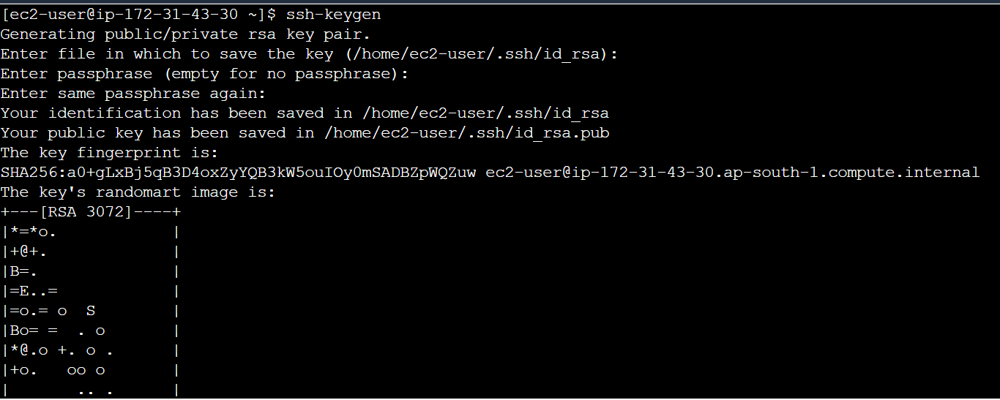 [ec2-user@ip-172-31-43-30 ~]$ ssh-keygen
Generating public/private rsa key pair.
Enter file in which to save the key (/home/ec2-user/.ssh/id_rsa):
Enter passphrase (empty for no passphrase):
Enter same passphrase again:
Your identification has been saved in /home/ec2-user/.ssh/id_rsa
Your public key has been saved in /home/ec2-user/.ssh/id_rsa.pub
The key fingerprint is:
SHA256:a0+gLxBj5qB3D4oxZyYQB3kW5ouIOy0mSADBZpWQZuw ec2-user@ip-172-31-43-30.ap-south-1.compute.internal
The key's randomart image is:
+---[RSA 3072]----+
|*=*o.            |
|+@+.             |
|B=.              |
|=E..=            |
|=o.= o  S        |
|Bo= =  . o       |
|*@.o +. o .      |
|+o.   oo o       |
|       .. .      |